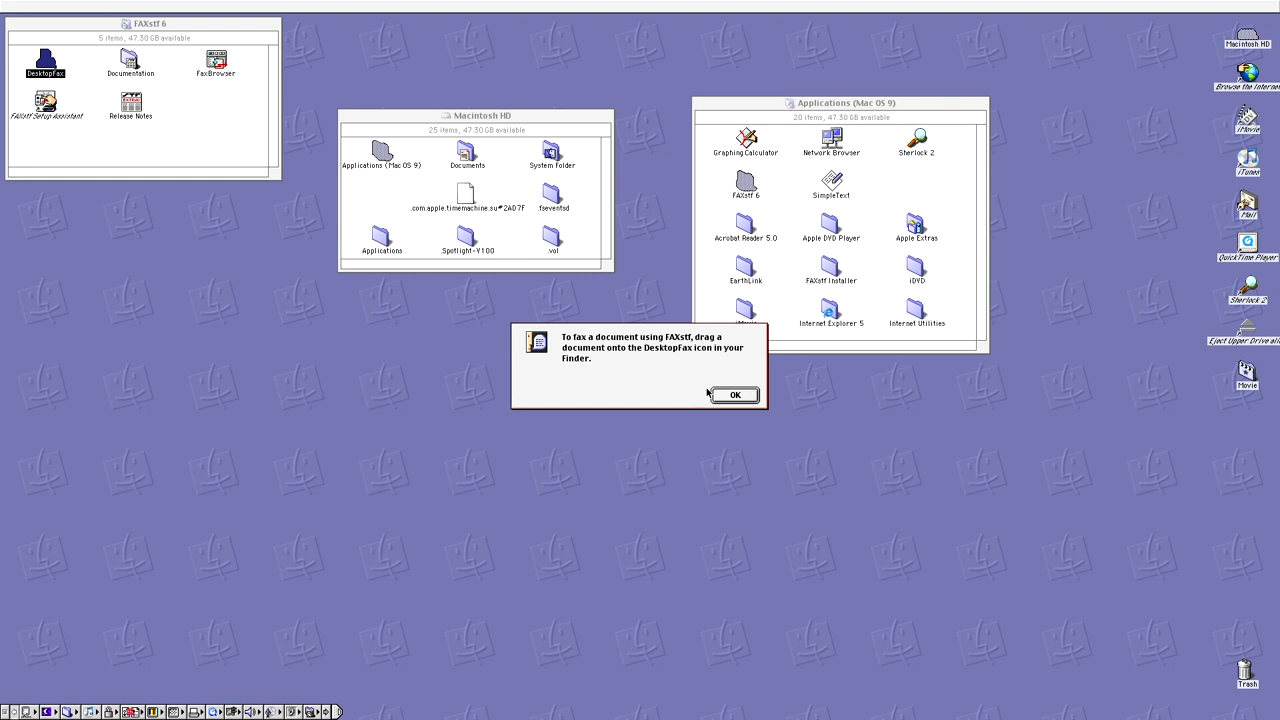 FAXstf 6
5 items, 47.30 GB available
DesktopFax
Documentation
FaxBrowser
FAXstf Setup Assistant
EXTRA!
Release Notes
Macintosh HD
25 items, 47.30 GB available
Applications (Mac OS 9)
Documents
System Folder
.com.apple.timemachine.su#2AD7F
.fseventsd
Applications
.Spotlight-V100
.vol
Applications (Mac OS 9)
20 items, 47.30 GB available
Graphing Calculator
Network Browser
Sherlock 2
FAXstf 6
SimpleText
Acrobat Reader 5.0
Apple DVD Player
Apple Extras
EarthLink
FAXstf Installer
iDVD
iMovie
Internet Explorer 5
Internet Utilities
To fax a document using FAXstf, drag a
document onto the DesktopFax icon in your
Finder.
OK
Macintosh HD
Browse the Internet
iMovie
iTunes
Mail
QuickTime Player
Sherlock 2
Eject Upper Drive ali
Movie
Trash